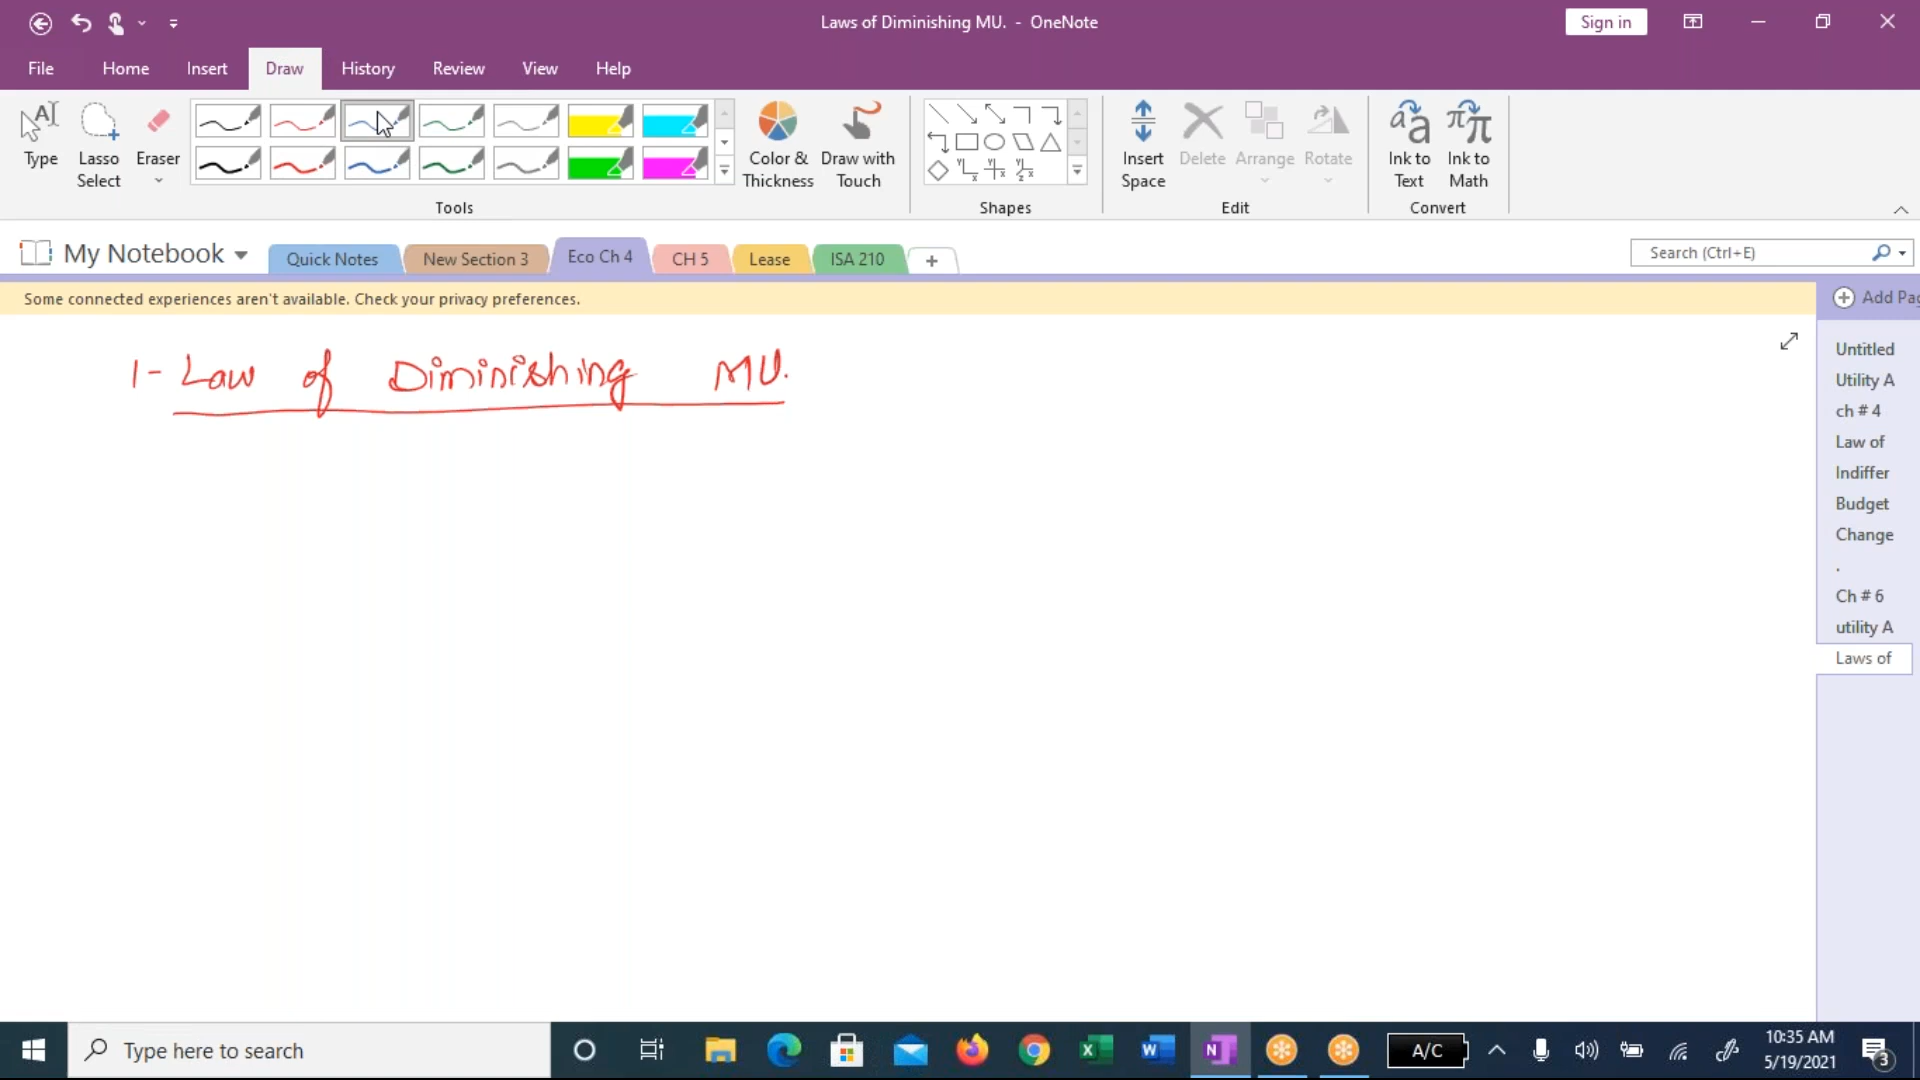 Laws of Diminishing MU. - OneNote
Sign in
File Home Insert Draw History Review View Help
Type
Lasso Select
Eraser
Color & Thickness
Draw with Touch
Insert Space
Delete
Arrange
Rotate
Ink to Text
Ink to Math
Tools Shapes Edit Convert
My Notebook
Quick Notes New Section 3 Eco Ch 4 CH 5 Lease ISA 210
Search (Ctrl+E)
Some connected experiences aren't available. Check your privacy preferences.
Add Pag
1- Law of Diminishing MU.
Untitled
Utility A
ch # 4
Law of
Indiffer
Budget
Change
.
Ch # 6
utility A
Laws of
Type here to search
A/C
10:35 AM
5/19/2021
3